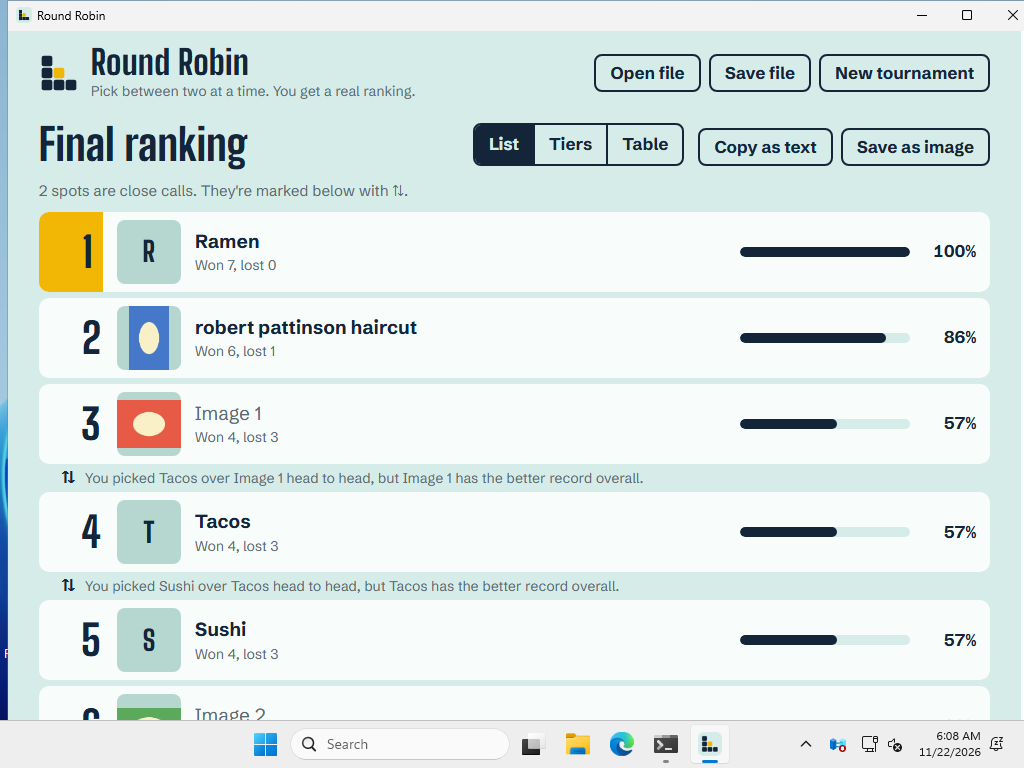 Round Robin
Round Robin
Pick between two at a time. You get a real ranking.
Open file
Save file
New tournament
Final ranking
List
Tiers
Table
Copy as text
Save as image
2 spots are close calls. They're marked below with ⇅.
1
R
Ramen
Won 7, lost 0
100%
2
robert pattinson haircut
Won 6, lost 1
86%
3
Image 1
Won 4, lost 3
57%
⇅ You picked Tacos over Image 1 head to head, but Image 1 has the better record overall.
4
T
Tacos
Won 4, lost 3
57%
⇅ You picked Sushi over Tacos head to head, but Tacos has the better record overall.
5
S
Sushi
Won 4, lost 3
57%
Image 2
Search
6:08 AM
11/22/2026